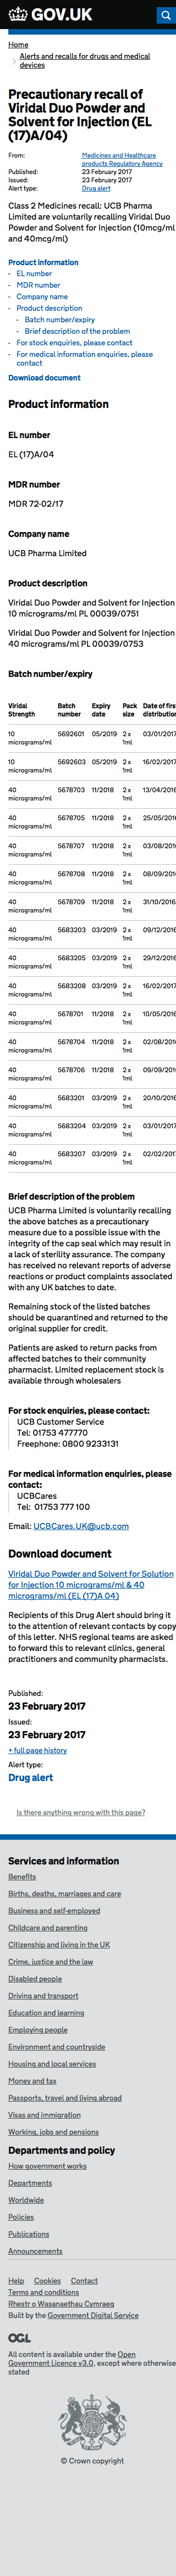 GOV.UK
Home
Alerts and recalls for drugs and medical
devices
Precautionary recall of
Viridal Duo Powder and
Solvent for Injection (EL
(17)A/04)
From:
Medicines and Healthcare
products Regulatory Agency
Published:
23 February 2017
Issued:
23 February 2017
Alert type:
Drug alert
Class 2 Medicines recall: UCB Pharma
Limited are voluntarily recalling Viridal Duo
Powder and Solvent for Injection (10mcg/ml
and 40mcg/ml)
Product information
- EL number
- MDR number
- Company name
- Product description
- Batch number/expiry
- Brief description of the problem
- For stock enquiries, please contact
- For medical information enquiries, please
contact
Download document
Product information
EL number
EL (17)A/04
MDR number
MDR 72-02/17
Company name
UCB Pharma Limited
Product description
Viridal Duo Powder and Solvent for Injection
10 micrograms/ml PL 00039/0751
Viridal Duo Powder and Solvent for Injection
40 micrograms/ml PL 00039/0753
Batch number/expiry
Viridal Strength Batch number Expiry date Pack size Date of firs distribution
10 micrograms/ml 5692601 05/2019 2 x 1ml 03/01/2017
10 micrograms/ml 5692603 05/2019 2 x 1ml 16/02/2017
40 micrograms/ml 5678703 11/2018 2 x 1ml 13/04/2016
40 micrograms/ml 5678705 11/2018 2 x 1ml 25/05/2016
40 micrograms/ml 5678707 11/2018 2 x 1ml 03/08/2016
40 micrograms/ml 5678708 11/2018 2 x 1ml 08/09/2016
40 micrograms/ml 5678709 11/2018 2 x 1ml 31/10/2016
40 micrograms/ml 5683203 03/2019 2 x 1ml 09/12/2016
40 micrograms/ml 5683205 03/2019 2 x 1ml 29/12/2016
40 micrograms/ml 5683208 03/2019 2 x 1ml 16/02/2017
40 micrograms/ml 5678701 11/2018 2 x 1ml 10/05/2016
40 micrograms/ml 5678704 11/2018 2 x 1ml 02/08/2016
40 micrograms/ml 5678706 11/2018 2 x 1ml 09/09/2016
40 micrograms/ml 5683201 03/2019 2 x 1ml 20/10/2016
40 micrograms/ml 5683204 03/2019 2 x 1ml 03/01/2017
40 micrograms/ml 5683207 03/2019 2 x 1ml 02/02/2017
Brief description of the problem
UCB Pharma Limited is voluntarily recalling
the above batches as a precautionary
measure due to a possible issue with the
integrity of the cap seal which may result in
a lack of sterility assurance. The company
has received no relevant reports of adverse
reactions or product complaints associated
with any UK batches to date.
Remaining stock of the listed batches
should be quarantined and returned to the
original supplier for credit.
Patients are asked to return packs from
affected batches to their supplying
pharmacy. Limited replacement stock is
available through wholesalers
For stock enquiries, please contact:
UCB Customer Service
Tel: 01753 477770
Freephone: 0800 9233131
For medical information enquiries, please
contact:
UCBCares
Tel: 01753 777 100
Email: UCBCares.UK@ucb.com
Download document
Viridal Duo Powder and Solvent for Solution
for Injection 10 micrograms/ml & 40
micrograms/ml (EL (17)A 04)
Recipients of this Drug Alert should bring it
to the attention of relevant contacts by copy
of this letter. NHS regional teams are asked
to forward this to relevant clinics, general
practitioners and community pharmacists.
Published:
23 February 2017
Issued:
23 February 2017
+ full page history
Alert type:
Drug alert
Is there anything wrong with this page?
Services and information
Benefits
Births, deaths, marriages and care
Business and self-employed
Childcare and parenting
Citizenship and living in the UK
Crime, justice and the law
Disabled people
Driving and transport
Education and learning
Employing people
Environment and countryside
Housing and local services
Money and tax
Passports, travel and living abroad
Visas and immigration
Working, jobs and pensions
Departments and policy
How government works
Departments
Worldwide
Policies
Publications
Announcements
Help Cookies Contact
Terms and conditions
Rhestr o Wasanaethau Cymraeg
Built by the Government Digital Service
OGL
All content is available under the Open
Government Licence v3.0, except where otherwise
stated
© Crown copyright